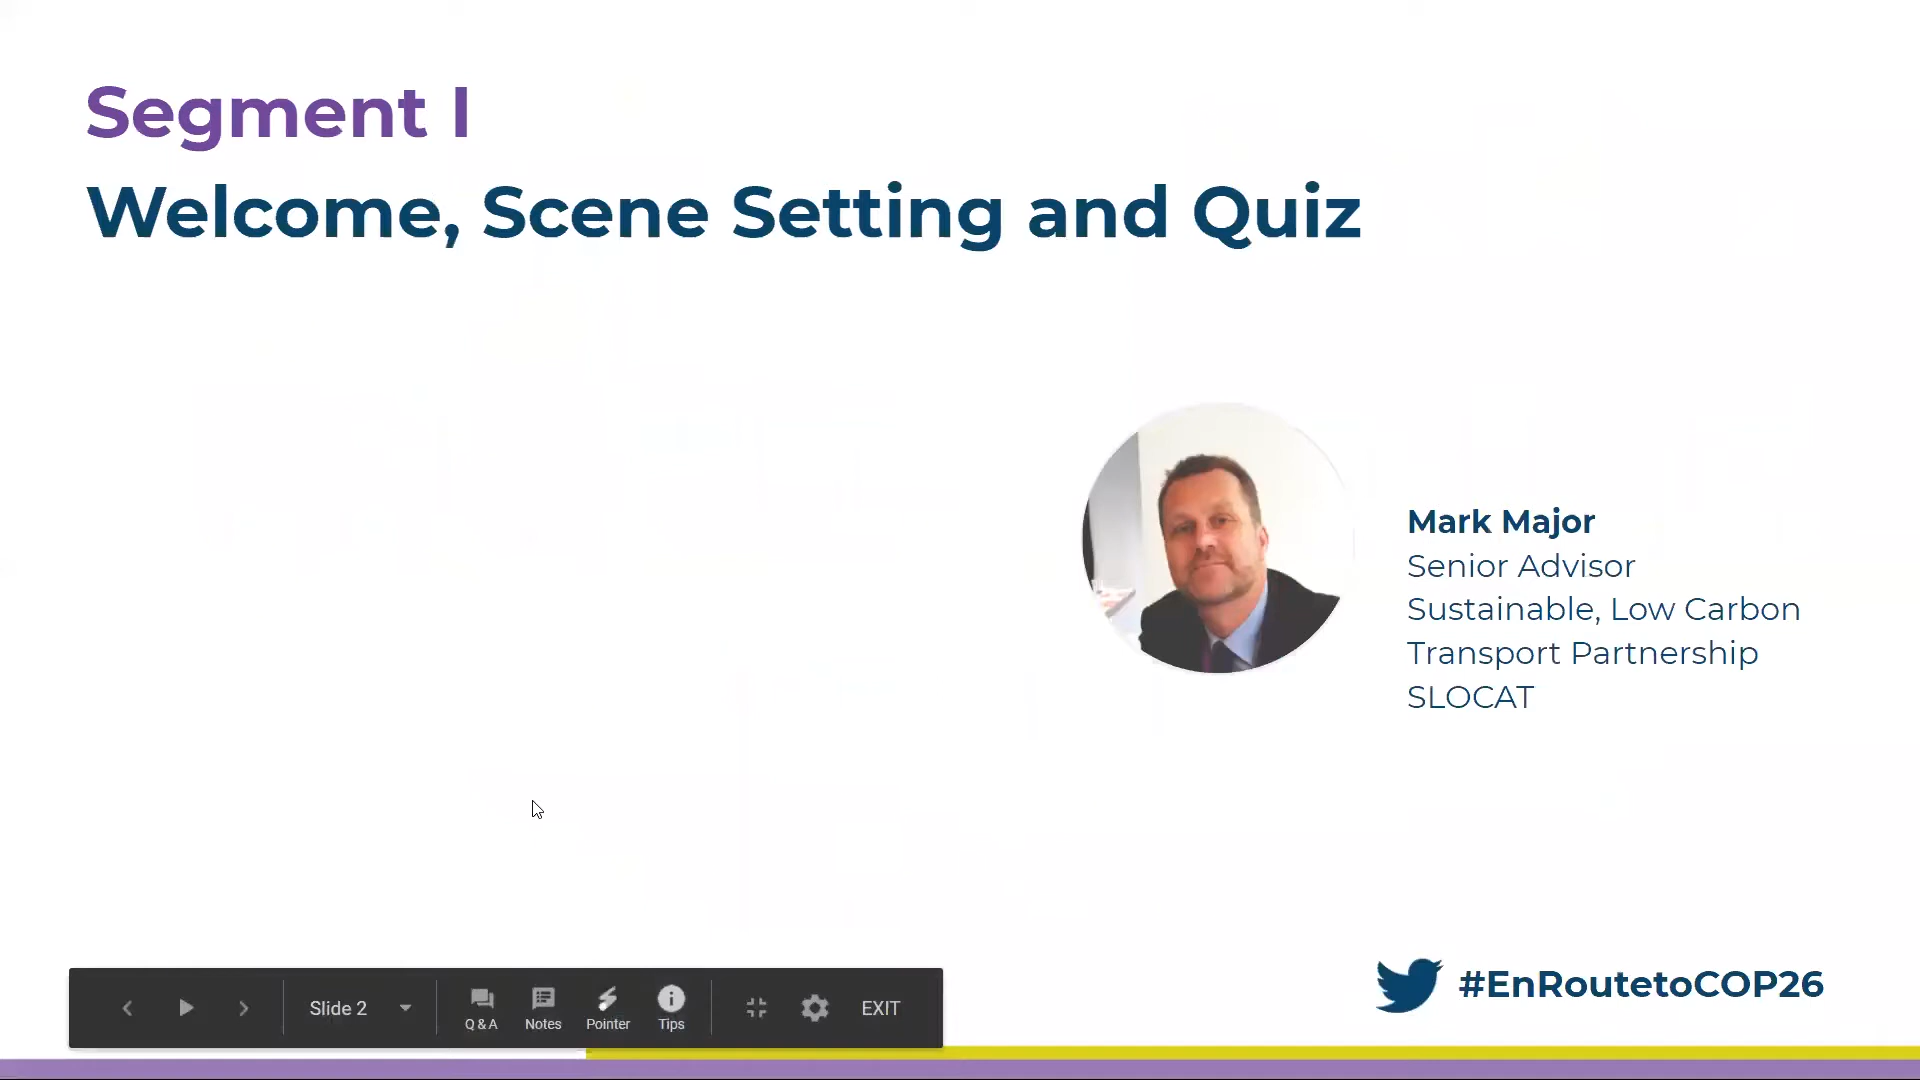 Segment I
Welcome, Scene Setting and Quiz
Mark Major
Senior Advisor
Sustainable, Low Carbon
Transport Partnership
SLOCAT
#EnRoutetoCOP26
Slide 2
Q & A
Notes
Pointer
Tips
EXIT